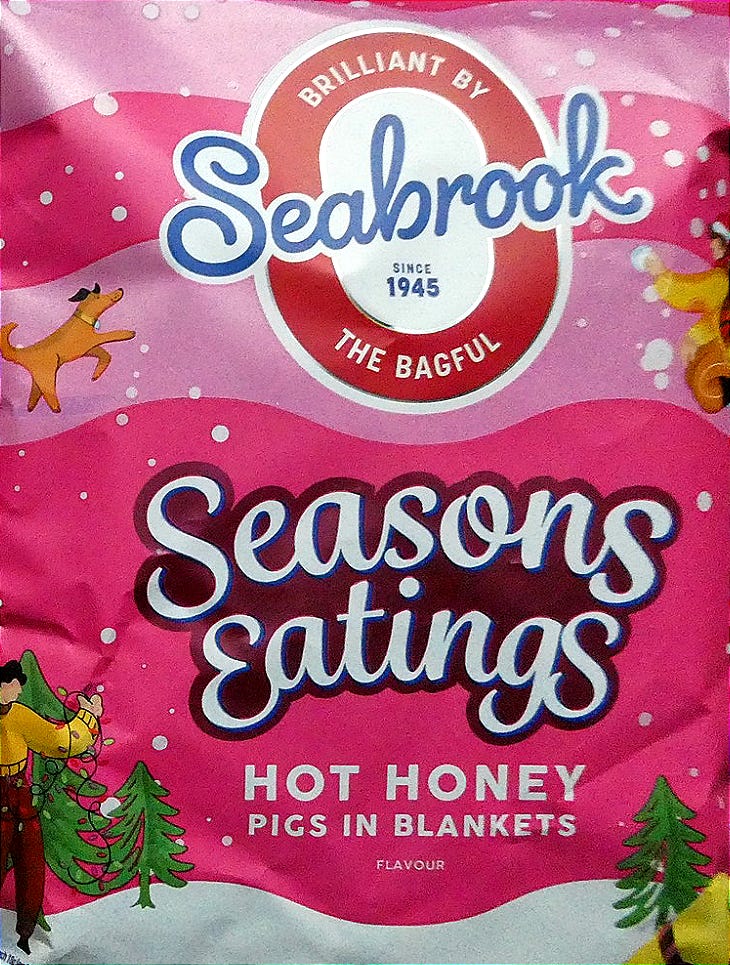 BRILLIANT BY
Seabrook
SINCE
1945
THE BAGFUL
Seasons
Eatings
HOT HONEY
PIGS IN BLANKETS
FLAVOUR